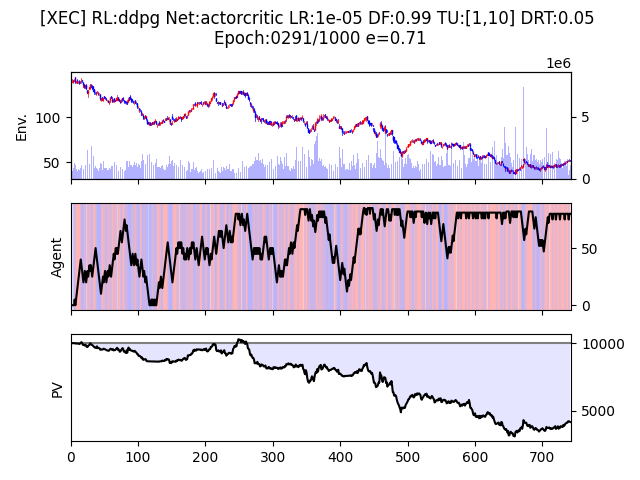 [XEC] RL:ddpg Net:actorcritic LR:1e-05 DF:0.99 TU:[1,10] DRT:0.05
Epoch:0291/1000 e=0.71
1e6
Env.
100
50
5
0
Agent
50
0
PV
10000
5000
0 100 200 300 400 500 600 700